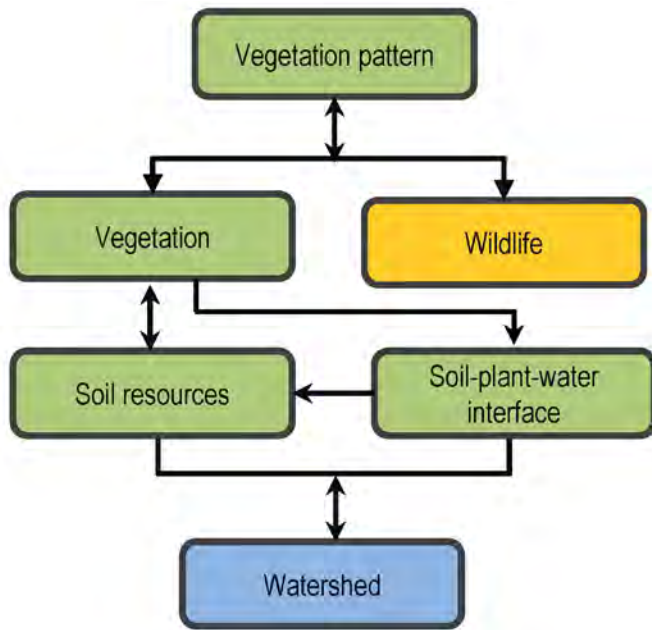 Vegetation pattern
Vegetation
Wildlife
Soil resources
Soil-plant-water
interface
Watershed